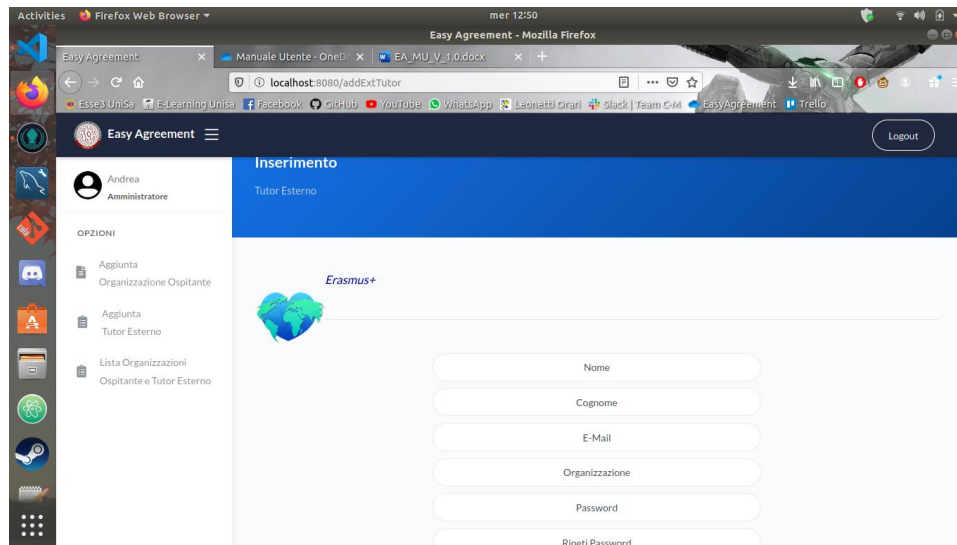 Activities Firefox Web Browser mer 12:50
Easy Agreement - Mozilla Firefox
Easy Agreement Manuale Utente - OneDr EA_MU_V_1.0.docx
localhost:8080/addExtTutor
Esse3 UniSa E-Learning Unisa Facebook GitHub YouTube WhatsApp Leonetti Orari Slack | Team C-M EasyAgreement Trello
Easy Agreement Logout
Inserimento
Tutor Esterno
Andrea
Amministratore
OPZIONI
Aggiunta
Organizzazione Ospitante
Aggiunta
Tutor Esterno
Lista Organizzazioni
Ospitante e Tutor Esterno
Erasmus+
Nome
Cognome
E-Mail
Organizzazione
Password
Ripeti Password